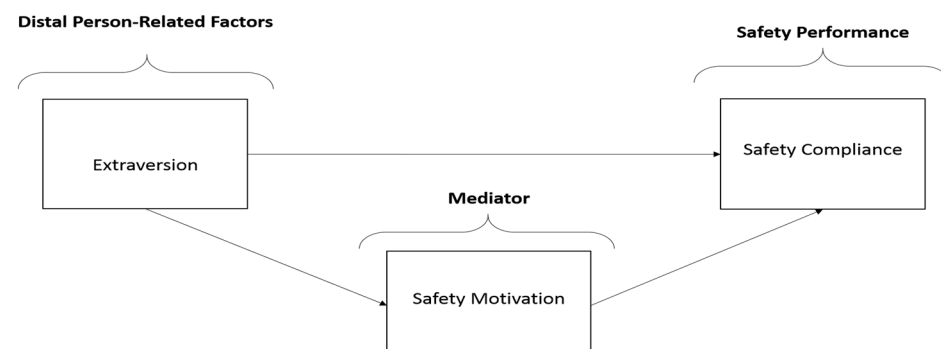 Distal Person-Related Factors
Safety Performance
Extraversion
Safety Compliance
Mediator
Safety Motivation